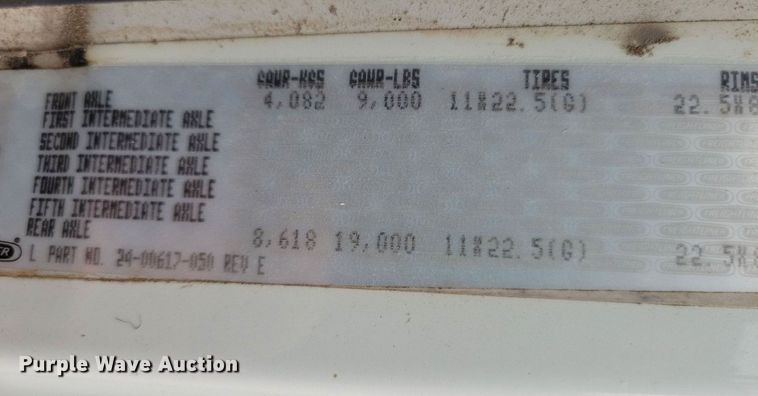 GAWR-KGS GAWR-LBS TIRES RIMS
FRONT AXLE 4,082 9,000 11R22.5(G) 22.5X8
FIRST INTERMEDIATE AXLE
SECOND INTERMEDIATE AXLE
THIRD INTERMEDIATE AXLE
FOURTH INTERMEDIATE AXLE
FIFTH INTERMEDIATE AXLE
REAR AXLE 8,618 19,000 11R22.5(G) 22.5X8
L PART NO. 24-00617-050 REV E
Purple Wave Auction